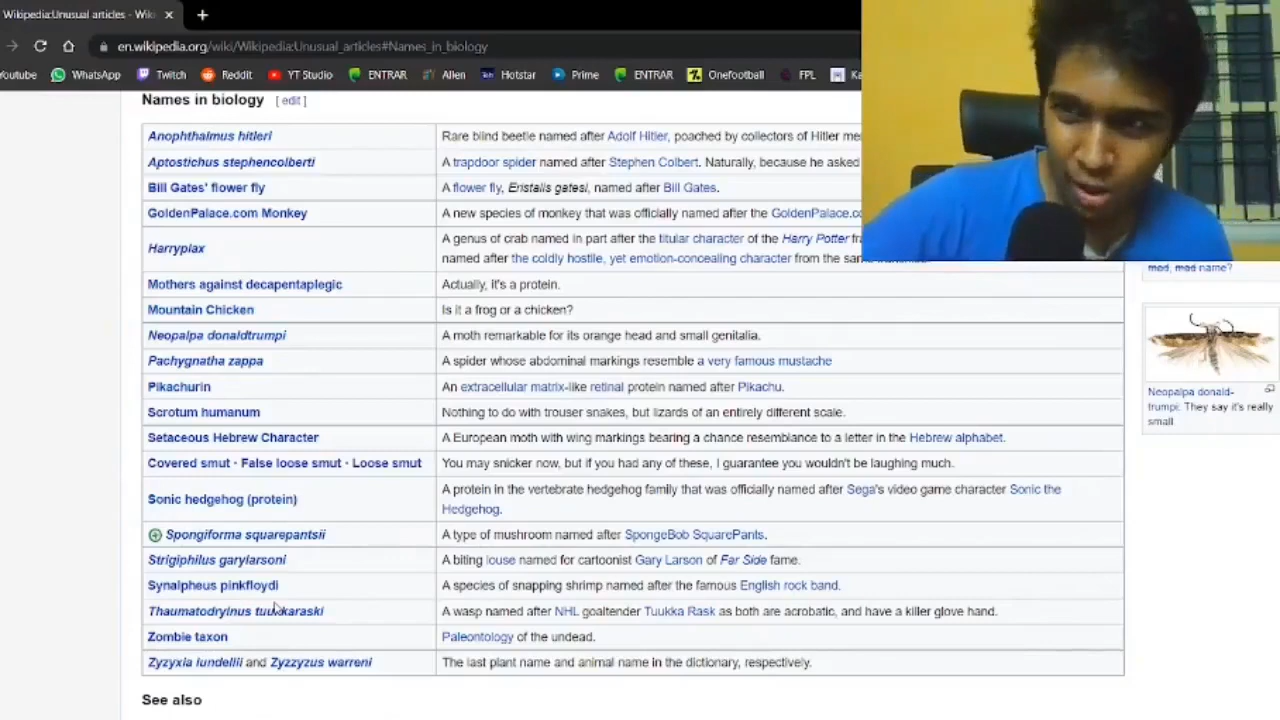 Wikipedia:Unusual articles - Wiki
en.wikipedia.org/wiki/Wikipedia:Unusual_articles#Names_in_biology
Youtube WhatsApp Twitch Reddit YT Studio ENTRAR Allen Hotstar Prime ENTRAR Onefootball FPL
Names in biology [ edit ]
Anophthalmus hitleri Rare blind beetle named after Adolf Hitler, poached by collectors of Hitler
Aptostichus stephencolberti A trapdoor spider named after Stephen Colbert. Naturally, because he asked
Bill Gates' flower fly A flower fly, Eristalis gatesi, named after Bill Gates.
GoldenPalace.com Monkey A new species of monkey that was officially named after the GoldenPalace.co
Harryplax A genus of crab named in part after the titular character of the Harry Potter
named after the coldly hostile, yet emotion-concealing character from the
Mothers against decapentaplegic Actually, it's a protein.
mad, mad name?
Mountain Chicken Is it a frog or a chicken?
Neopalpa donaldtrumpi A moth remarkable for its orange head and small genitalia.
Pachygnatha zappa A spider whose abdominal markings resemble a very famous mustache
Pikachurin An extracellular matrix-like retinal protein named after Pikachu.
Neopalpa donald-
trumpi: They say it's really
small
Scrotum humanum Nothing to do with trouser snakes, but lizards of an entirely different scale.
Setaceous Hebrew Character A European moth with wing markings bearing a chance resemblance to a letter in the Hebrew alphabet.
Covered smut · False loose smut · Loose smut You may snicker now, but if you had any of these, I guarantee you wouldn't be laughing much.
Sonic hedgehog (protein) A protein in the vertebrate hedgehog family that was officially named after Sega's video game character Sonic the
Hedgehog.
Spongiforma squarepantsii A type of mushroom named after SpongeBob SquarePants.
Strigiphilus garylarsoni A biting louse named for cartoonist Gary Larson of Far Side fame.
Synalpheus pinkfloydi A species of snapping shrimp named after the famous English rock band.
Thaumatodryinus tuukkaraski A wasp named after NHL goaltender Tuukka Rask as both are acrobatic, and have a killer glove hand.
Zombie taxon Paleontology of the undead.
Zyzyxia lundellii and Zyzzyzus warreni The last plant name and animal name in the dictionary, respectively.
See also